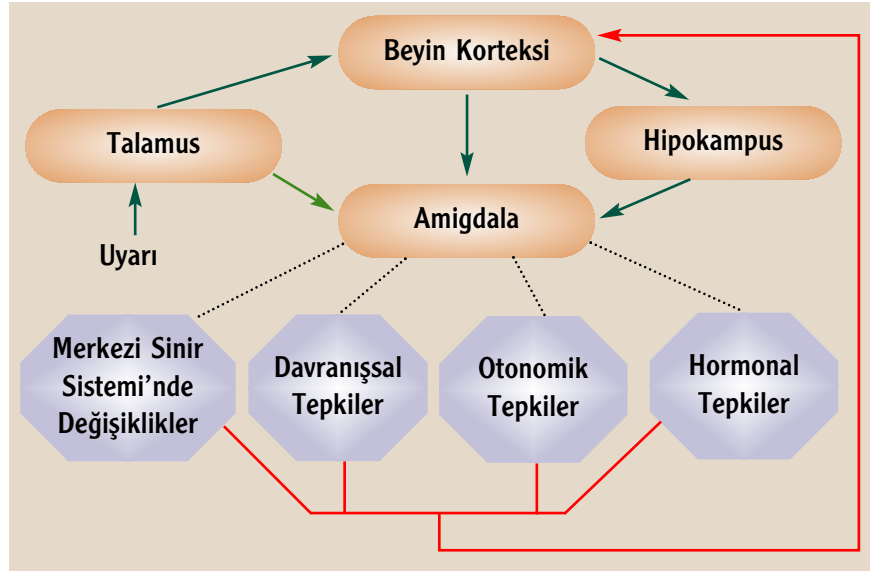 Beyin Korteksi
Talamus
Hipokampus
Amigdala
Uyarı
Merkezi Sinir
Sistemi’nde
Değişiklikler
Davranışsal
Tepkiler
Otonomik
Tepkiler
Hormonal
Tepkiler